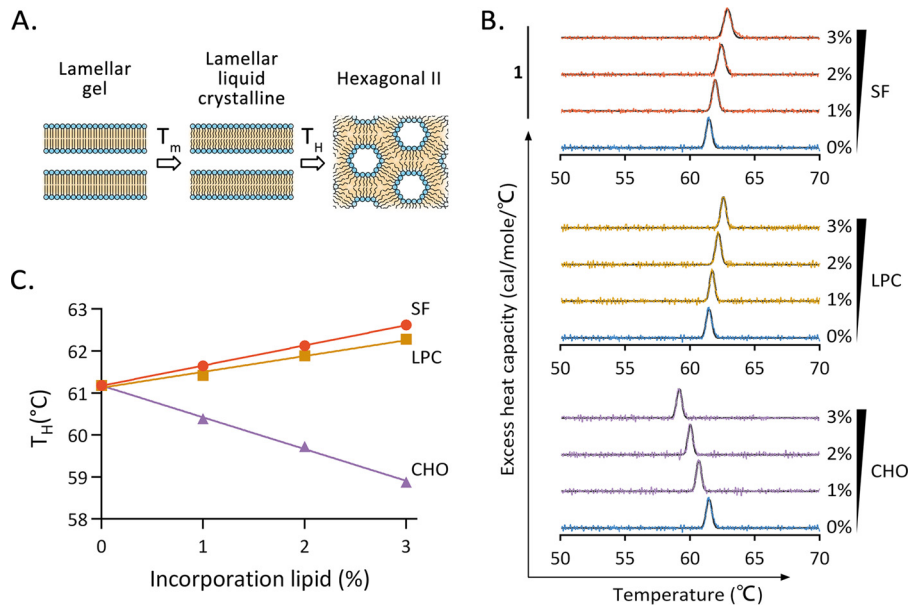 A.
Lamellar
gel
Lamellar
liquid
crystalline
Hexagonal II
Tm
TH
B.
1
3%
2%
1%
0%
SF
50 55 60 65 70
3%
2%
1%
0%
LPC
50 55 60 65 70
3%
2%
1%
0%
CHO
50 55 60 65 70
Excess heat capacity (cal/mole/℃)
Temperature (℃)
C.
63
62
61
60
59
58
TH(°C)
SF
LPC
CHO
0 1 2 3
Incorporation lipid (%)